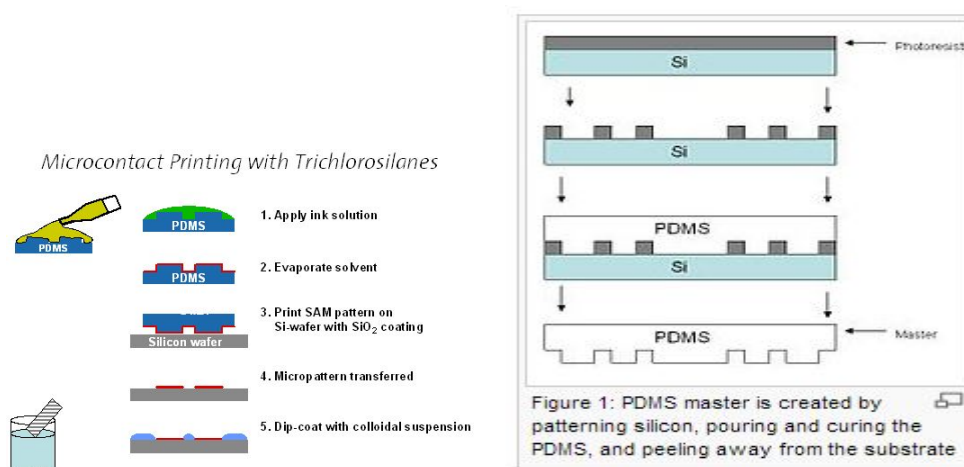 Microcontact Printing with Trichlorosilanes
PDMS
PDMS
1. Apply ink solution
PDMS
2. Evaporate solvent
3. Print SAM pattern on
Si-wafer with SiO₂ coating
Silicon wafer
4. Micropattern transferred
5. Dip-coat with colloidal suspension
Photoresist
Si
Si
PDMS
Si
PDMS
Master
Figure 1: PDMS master is created by
patterning silicon, pouring and curing the
PDMS, and peeling away from the substrate